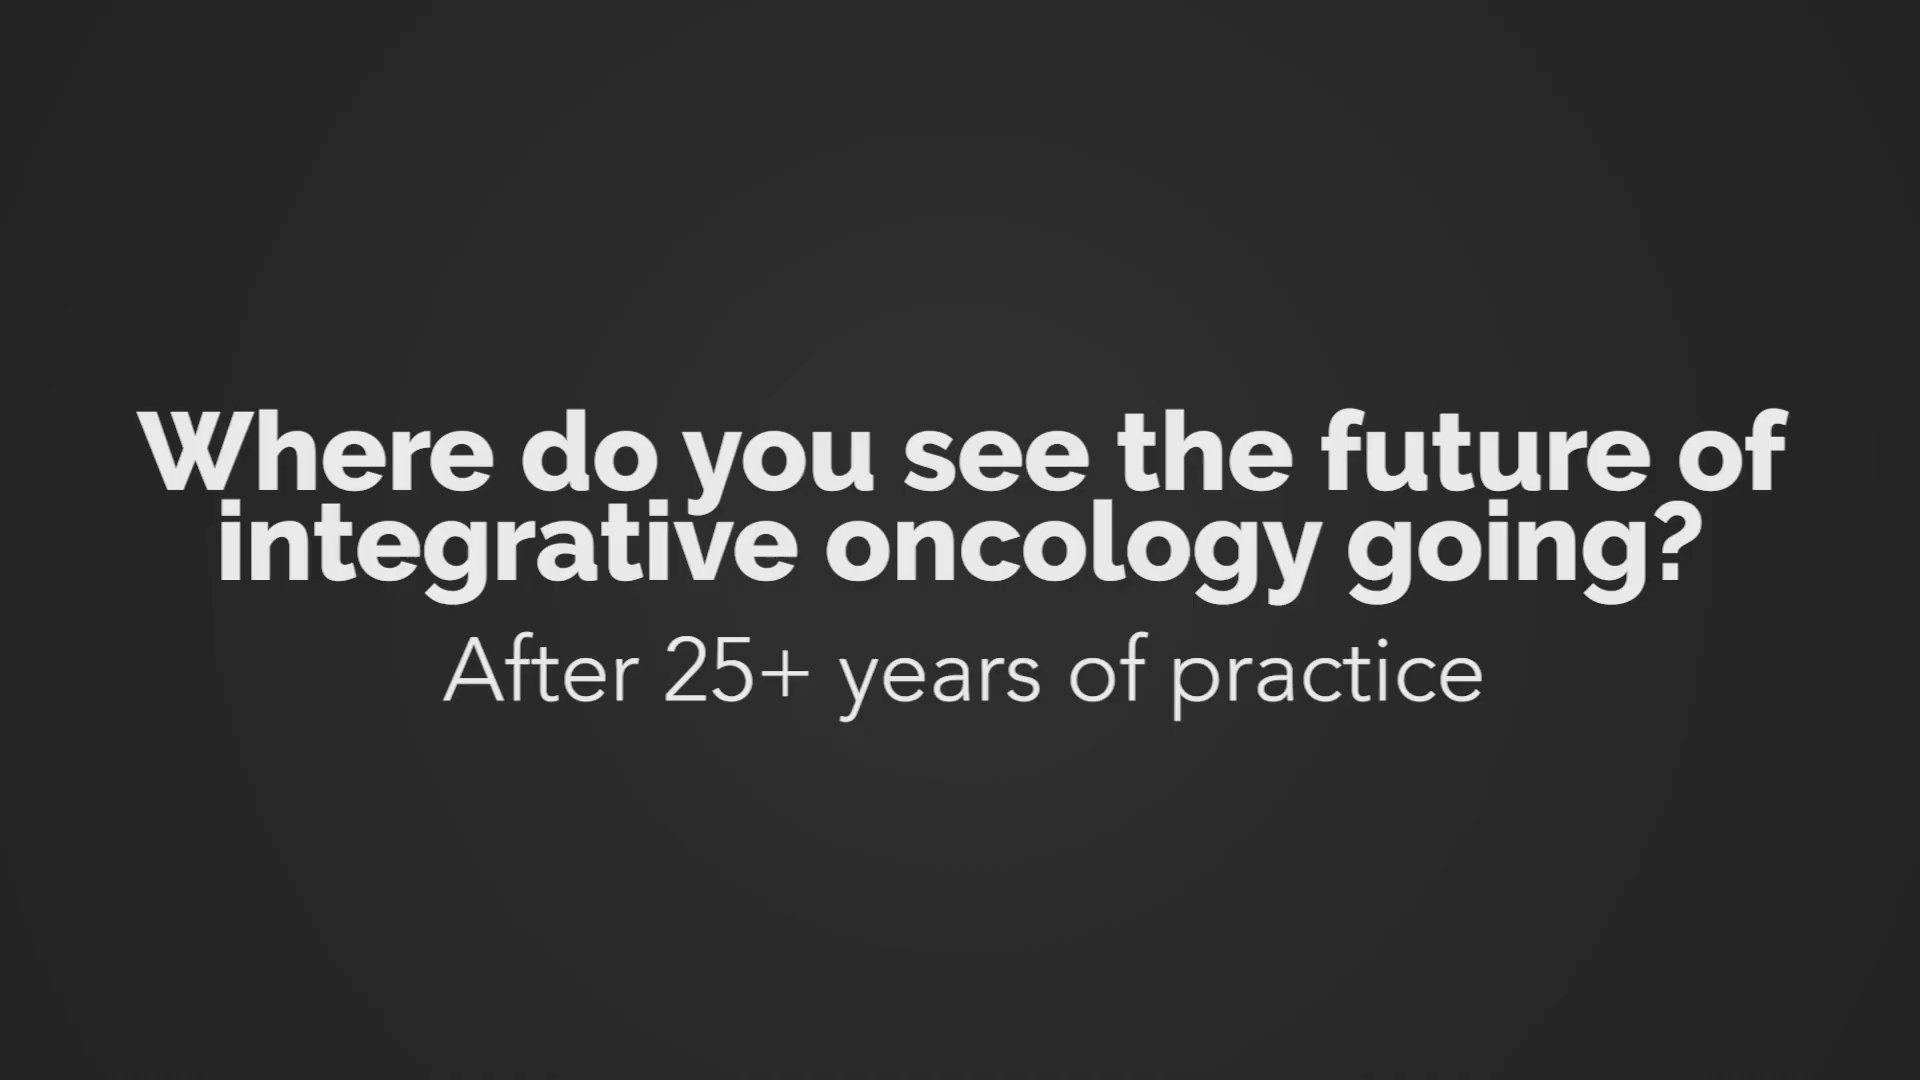 Where do you see the future of
integrative oncology going?
After 25+ years of practice